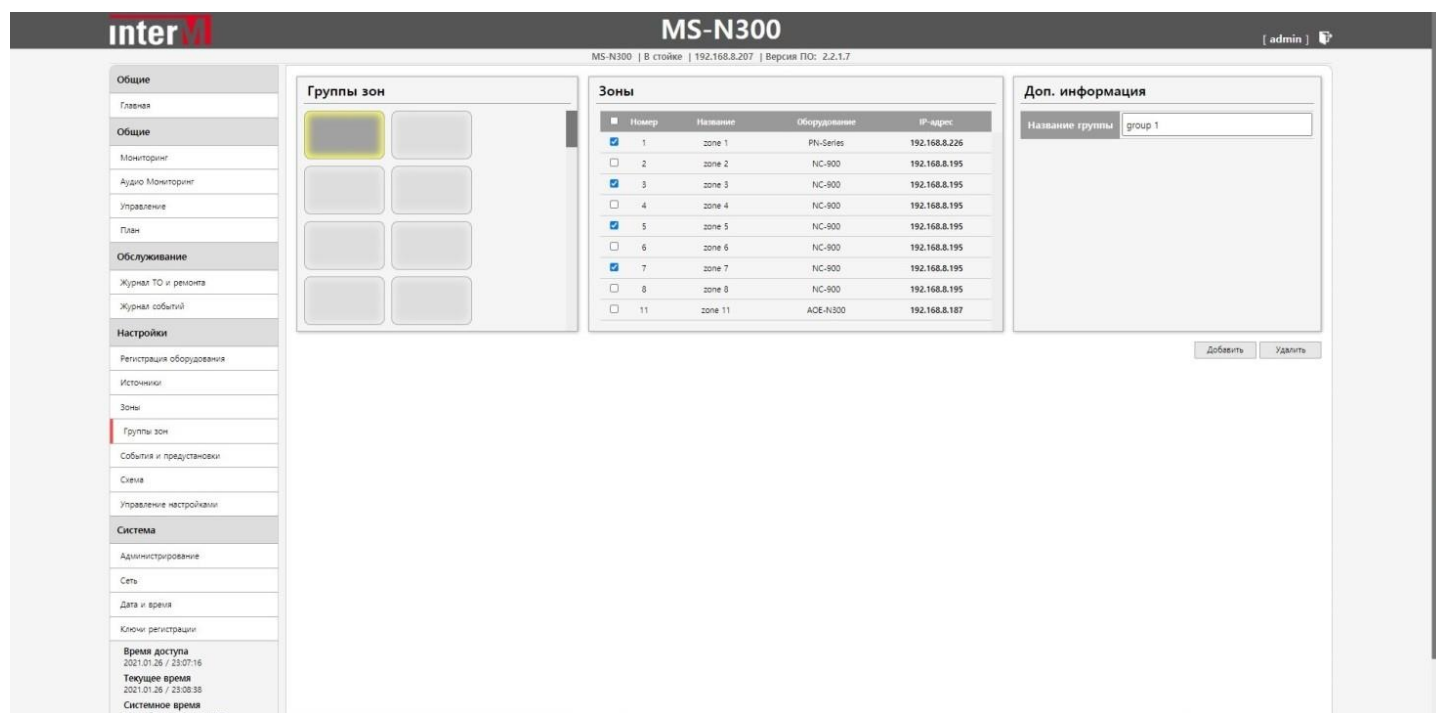 interM
MS-N300
[ admin ]
MS-N300 | В стойке | 192.168.8.207 | Версия ПО: 2.2.1.7
Общие
Главная
Общие
Мониторинг
Аудио Мониторинг
Управление
План
Обслуживание
Журнал ТО и ремонта
Журнал событий
Настройки
Регистрация оборудования
Источники
Зоны
Группы зон
События и предустановки
Схема
Управление настройками
Система
Администрирование
Сеть
Дата и время
Ключи регистрации
Время доступа
2021.01.26 / 23:07:16
Текущее время
2021.01.26 / 23:08:38
Системное время
Группы зон
Зоны
Номер Название Оборудование IP-адрес
1 zone 1 PN-Series 192.168.8.226
2 zone 2 NC-900 192.168.8.195
3 zone 3 NC-900 192.168.8.195
4 zone 4 NC-900 192.168.8.195
5 zone 5 NC-900 192.168.8.195
6 zone 6 NC-900 192.168.8.195
7 zone 7 NC-900 192.168.8.195
8 zone 8 NC-900 192.168.8.195
11 zone 11 AOE-N300 192.168.8.187
Доп. информация
Название группы group 1
Добавить Удалить